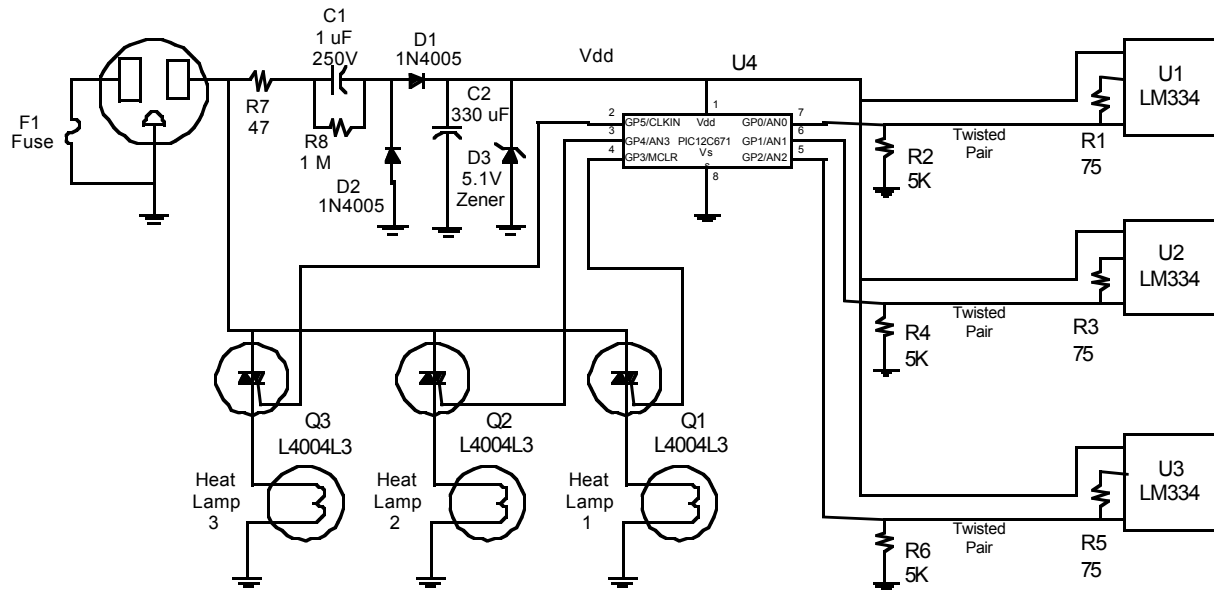 C1
1 uF
250V
D1
1N4005
Vdd
U4
F1
Fuse
R7
47
R8
1 M
D2
1N4005
C2
330 uF
D3
5.1V
Zener
1
2
3
4
GP5/CLKIN
GP4/AN3
GP3/MCLR
Vdd
PIC12C671
Vs
s
8
GP0/AN0
GP1/AN1
GP2/AN2
7
6
5
U1
LM334
Twisted
Pair
R1
75
R2
5K
U2
LM334
Twisted
Pair
R3
75
R4
5K
U3
LM334
Twisted
Pair
R5
75
R6
5K
Q3
L4004L3
Q2
L4004L3
Q1
L4004L3
Heat
Lamp
3
Heat
Lamp
2
Heat
Lamp
1